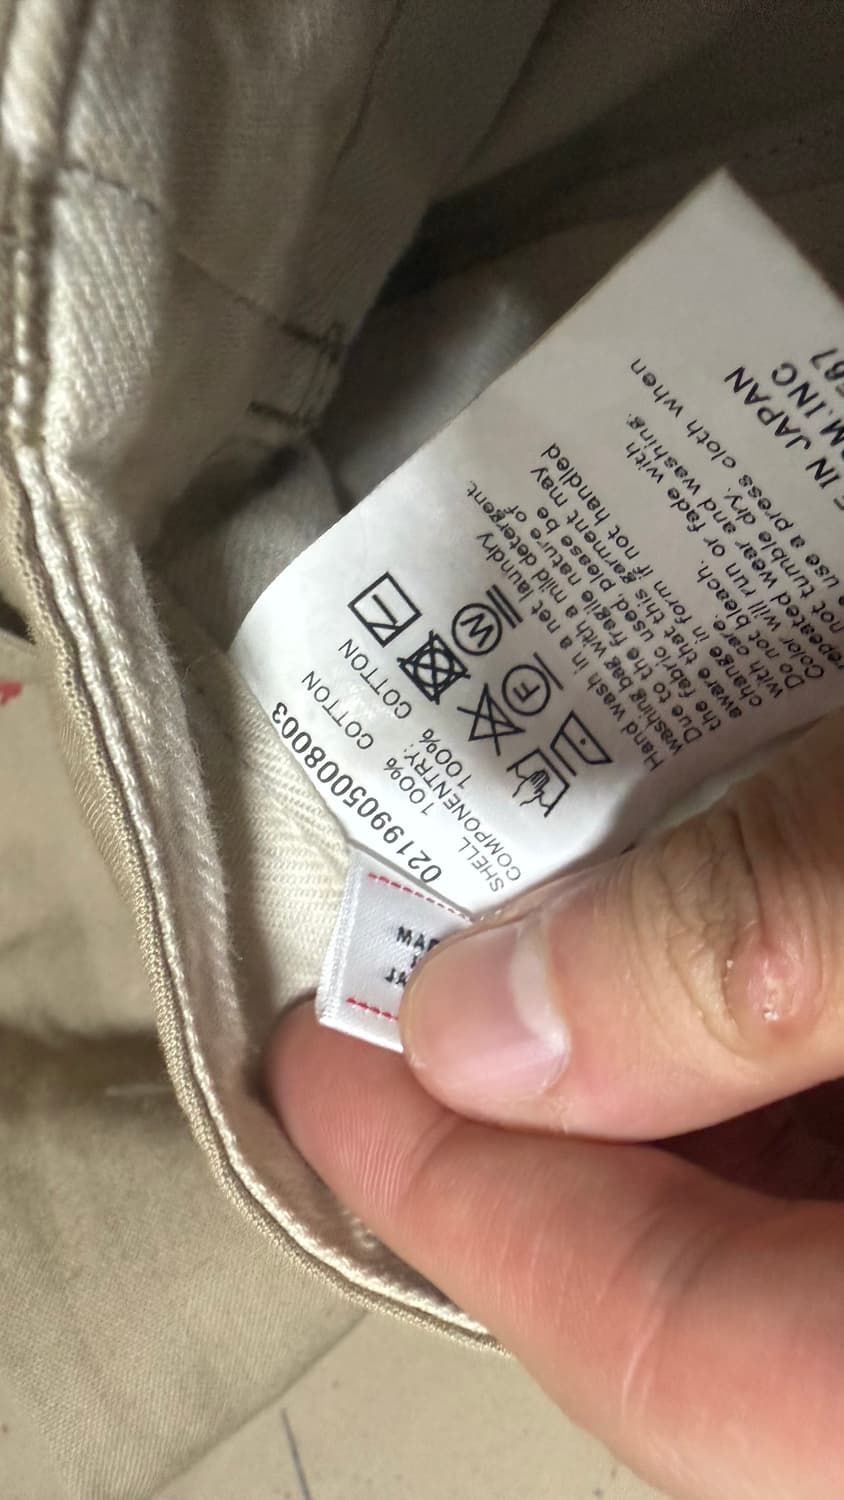 0219905008003
SHELL
100% COTTON
COMPONENTRY:
100% COTTON
F
W
Hand wash in a net laundry
washing bag with a mild detergent.
Due to the fragile nature of
the fabric used, please be
aware that this garment may
change in form if not handled
with care.
Do not bleach.
Color will run or fade with
repeated wear and washing.
not tumble dry.
use a press cloth when
IN JAPAN
INC